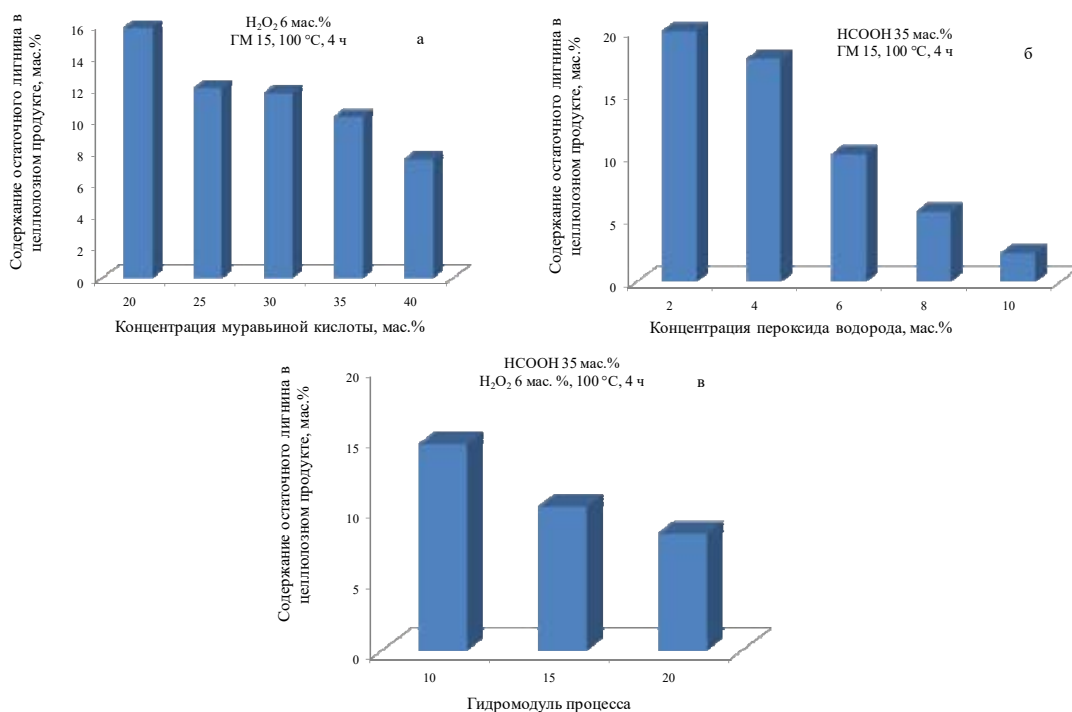 Содержание остаточного лигнина в
целлюлозном продукте, мас.%
H₂O₂ 6 мас.%
ГМ 15, 100 °С, 4 ч
а
16
14
12
10
8
6
4
2
0
20 25 30 35 40
Концентрация муравьиной кислоты, мас.%
Содержание остаточного лигнина в
целлюлозном продукте, мас.%
НСООН 35 мас.%
ГМ 15, 100 °С, 4 ч
б
20
15
10
5
0
2 4 6 8 10
Концентрация пероксида водорода, мас.%
Содержание остаточного лигнина в
целлюлозном продукте, мас.%
НСООН 35 мас.%
H₂O₂ 6 мас. %, 100 °С, 4 ч
в
20
15
10
5
0
10 15 20
Гидромодуль процесса